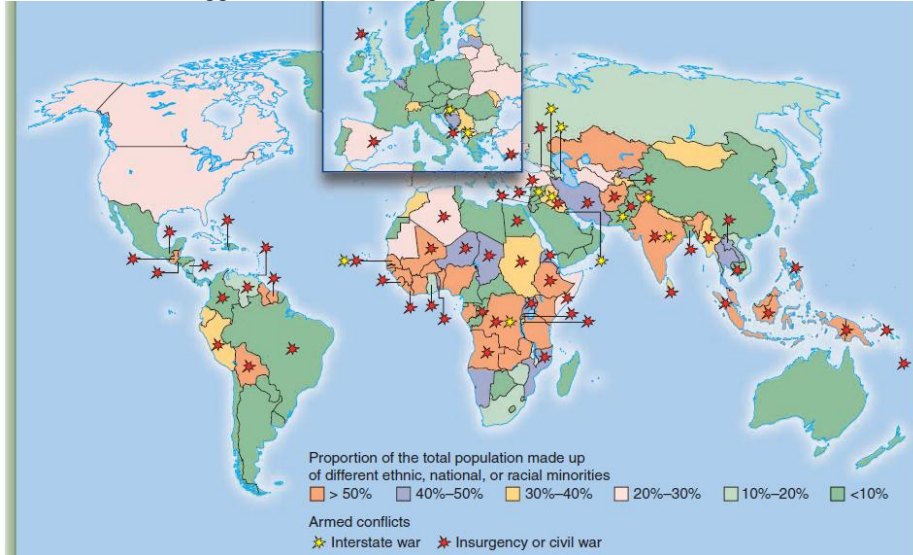 Proportion of the total population made up
of different ethnic, national, or racial minorities
> 50% 40%–50% 30%–40% 20%–30% 10%–20% <10%
Armed conflicts
Interstate war Insurgency or civil war